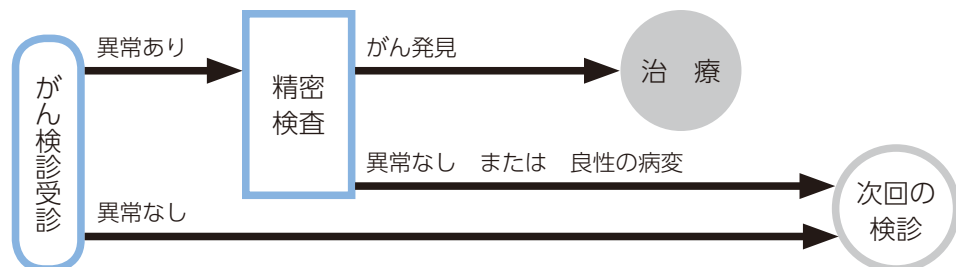 がん検診受診
異常あり
精密
検査
がん発見
治　療
異常なし　または　良性の病変
異常なし
次回の
検診